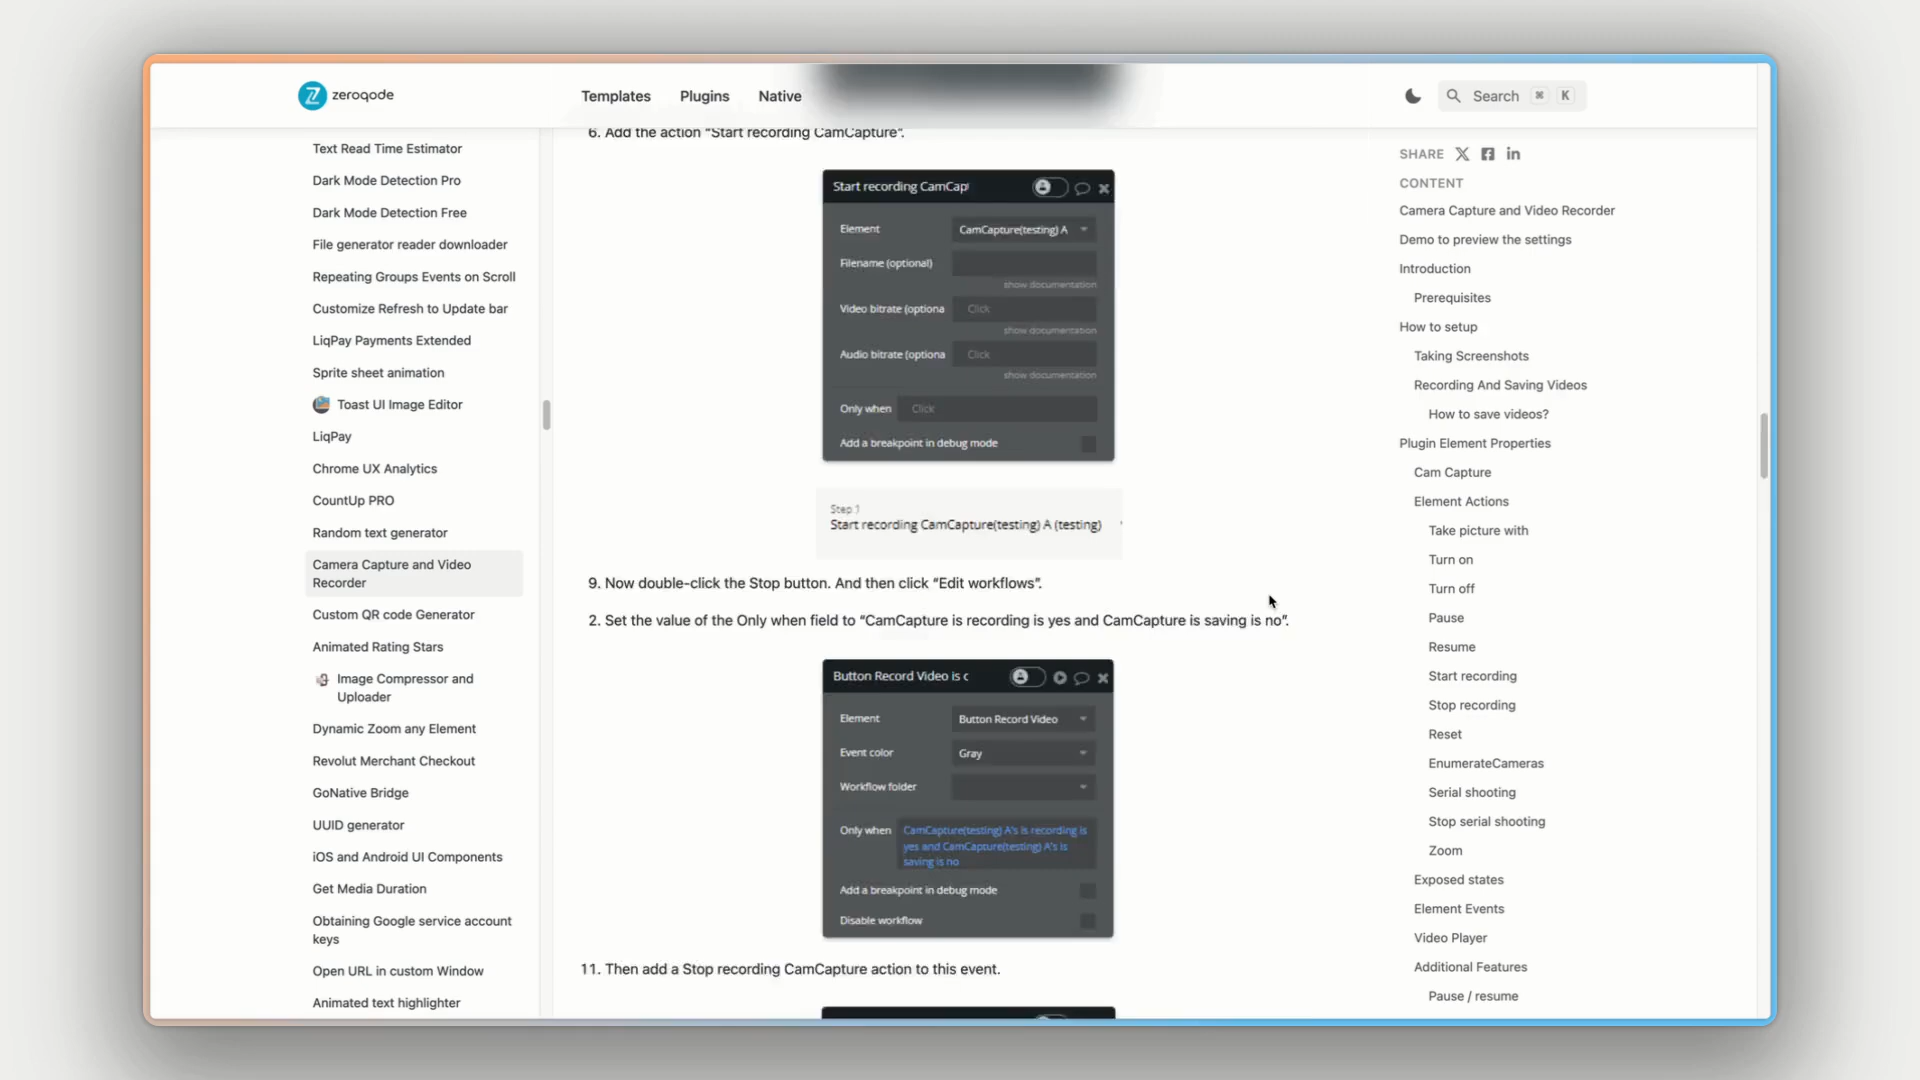 zeroqode
Templates
Plugins
Native
Search
⌘
K
Text Read Time Estimator
Dark Mode Detection Pro
Dark Mode Detection Free
File generator reader downloader
Repeating Groups Events on Scroll
Customize Refresh to Update bar
LiqPay Payments Extended
Sprite sheet animation
Toast UI Image Editor
LiqPay
Chrome UX Analytics
CountUp PRO
Random text generator
Camera Capture and Video
Recorder
Custom QR code Generator
Animated Rating Stars
Image Compressor and
Uploader
Dynamic Zoom any Element
Revolut Merchant Checkout
GoNative Bridge
UUID generator
iOS and Android UI Components
Get Media Duration
Obtaining Google service account
keys
Open URL in custom Window
Animated text highlighter
6. Add the action “Start recording CamCapture”.
Start recording CamCap
Element
CamCapture(testing) A
Filename (optional)
show documentation
Video bitrate (optiona
Click
show documentation
Audio bitrate (optiona
Click
show documentation
Only when
Click
Add a breakpoint in debug mode
Step 1
Start recording CamCapture(testing) A (testing)
9. Now double-click the Stop button. And then click “Edit workflows”.
2. Set the value of the Only when field to “CamCapture is recording is yes and CamCapture is saving is no”.
Button Record Video is c
Element
Button Record Video
Event color
Gray
Workflow folder
Only when
CamCapture(testing) A's is recording is
yes and CamCapture(testing) A's is
saving is no
Add a breakpoint in debug mode
Disable workflow
11. Then add a Stop recording CamCapture action to this event.
SHARE
CONTENT
Camera Capture and Video Recorder
Demo to preview the settings
Introduction
Prerequisites
How to setup
Taking Screenshots
Recording And Saving Videos
How to save videos?
Plugin Element Properties
Cam Capture
Element Actions
Take picture with
Turn on
Turn off
Pause
Resume
Start recording
Stop recording
Reset
EnumerateCameras
Serial shooting
Stop serial shooting
Zoom
Exposed states
Element Events
Video Player
Additional Features
Pause / resume